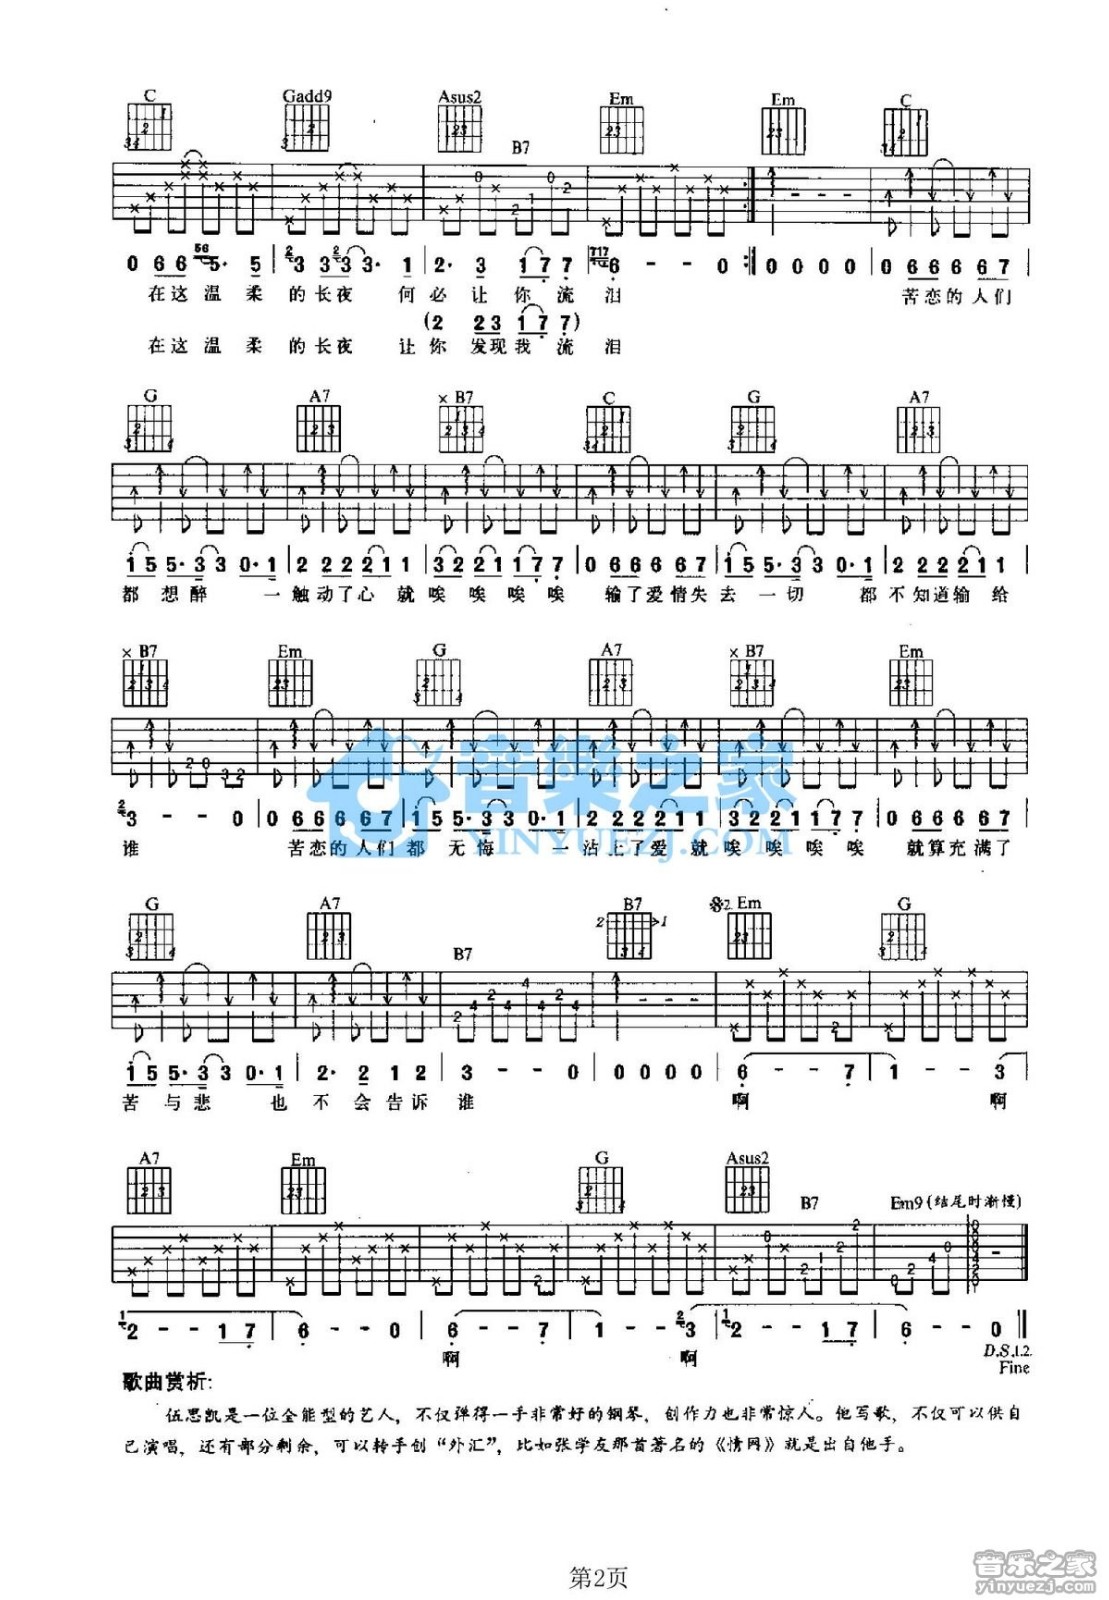 C Gadd9 Asus2 Em Em C
B7
0 6 6 56 5· 5 | 2 3 3 3 2 3 3· 1 | 2· 3 1 7 7 | 717 6 - - 0 :‖ 0 0 0 0 | 0 6 6 6 6 6 7
在这温柔的长夜 何必让你流泪 苦恋的人们
(2 2 3 1 7 7)
在这温柔的长夜 让你发现我流泪
G A7 × B7 C G A7
1 5 5· 3 3 0· 1 | 2 2 2 2 2 1 1 | 3 2 2 1 1 7 7 | 0 6 6 6 6 6 7 | 1 5 5· 3 3 0· 1 | 2 2 2 2 2 1 1
都想醉 一触动了心就唉唉唉唉 输了爱情失去一切 都不知道输给
× B7 Em G A7 × B7 Em
2 3 - - 0 | 0 6 6 6 6 6 7 | 1 5 5· 3 3 0· 1 | 2 2 2 2 2 1 1 | 3 2 2 1 1 7 7 | 0 6 6 6 6 6 7
音樂之家
YINYUEZJ.COM
谁 苦恋的人们都无悔 一沾上了爱就唉唉唉唉 就算充满了
G A7 B7 B7 2. Em G
1 5 5· 3 3 0· 1 | 2· 2 1 2 | 3 - - 0 | 0 0 0 0 | 6 - - 7 | 1 - - 3
苦与悲 也不会告诉谁 啊 啊
A7 Em G Asus2
B7 Em9(结尾时渐慢)
1 2 - - 1 7 | 6 - - 0 | 6 - - 7 | 1 - - 2 3 | 1 2 - - 1 7 | 6 - - 0 ‖
啊 啊 D.S.1.2.
Fine
歌曲赏析:
伍思凯是一位全能型的艺人，不仅弹得一手非常好的钢琴，创作力也非常惊人。他写歌，不仅可以供自
己演唱，还有部分剩余，可以转手创“外汇”，比如张学友那首著名的《情网》就是出自他手。
第2页
音乐之家
yinyuezj.com